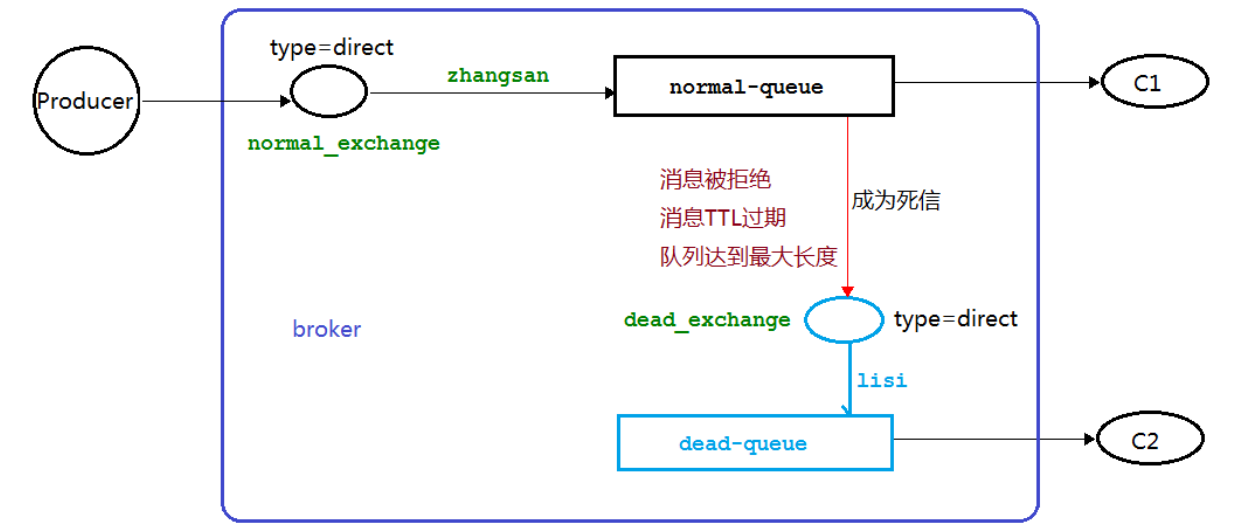 type=direct
zhangsan
normal-queue
C1
Producer
normal_exchange
消息被拒绝
消息TTL过期
队列达到最大长度
成为死信
broker
dead_exchange
type=direct
lisi
dead-queue
C2